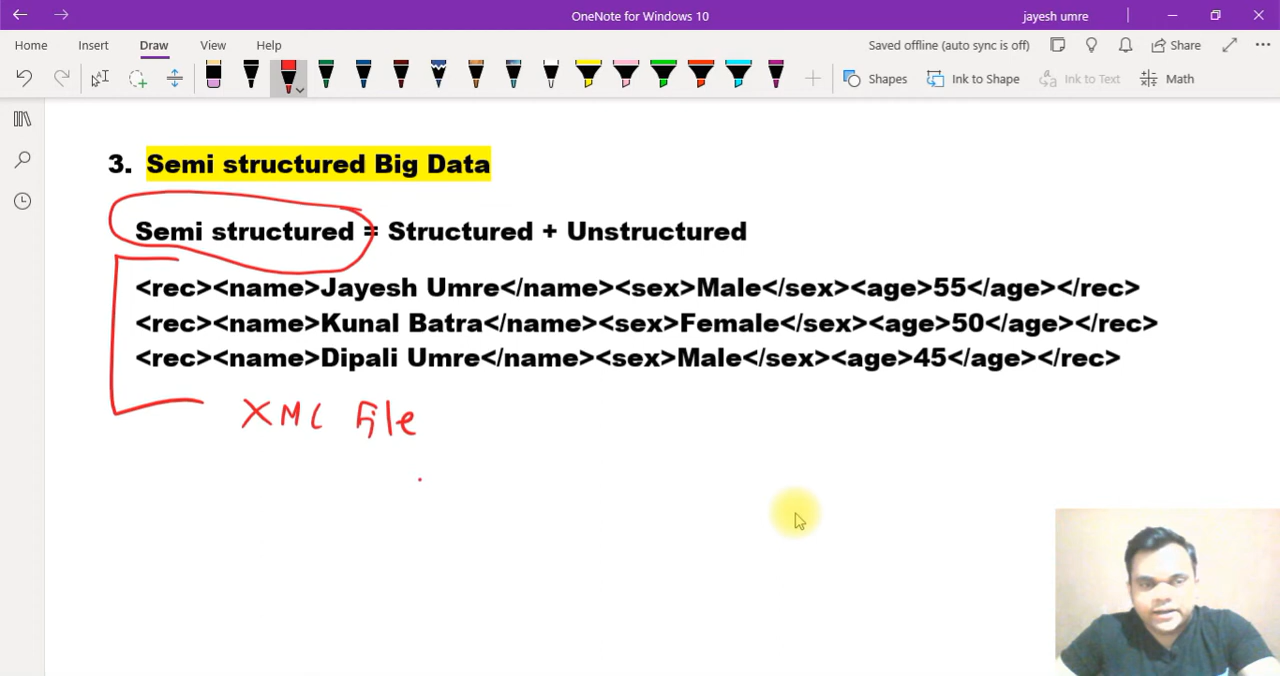 OneNote for Windows 10
jayesh umre
Home Insert Draw View Help
Saved offline (auto sync is off)
Share
Shapes
Ink to Shape
Ink to Text
Math
3. Semi structured Big Data
Semi structured = Structured + Unstructured
<rec><name>Jayesh Umre</name><sex>Male</sex><age>55</age></rec>
<rec><name>Kunal Batra</name><sex>Female</sex><age>50</age></rec>
<rec><name>Dipali Umre</name><sex>Male</sex><age>45</age></rec>
XML File